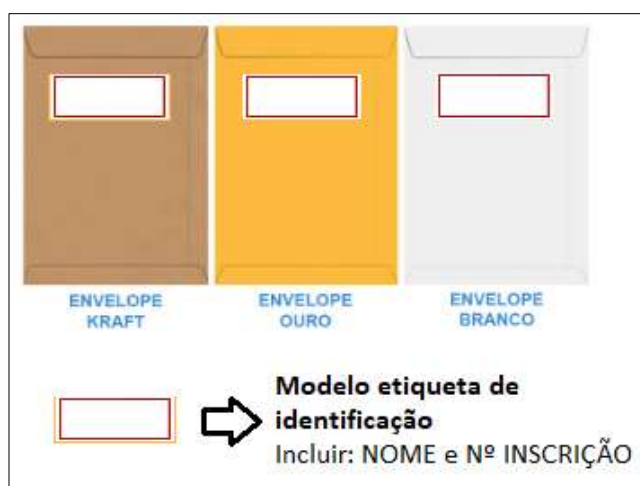 ENVELOPE
KRAFT
ENVELOPE
OURO
ENVELOPE
BRANCO
Modelo etiqueta de
identificação
Incluir: NOME e Nº INSCRIÇÃO